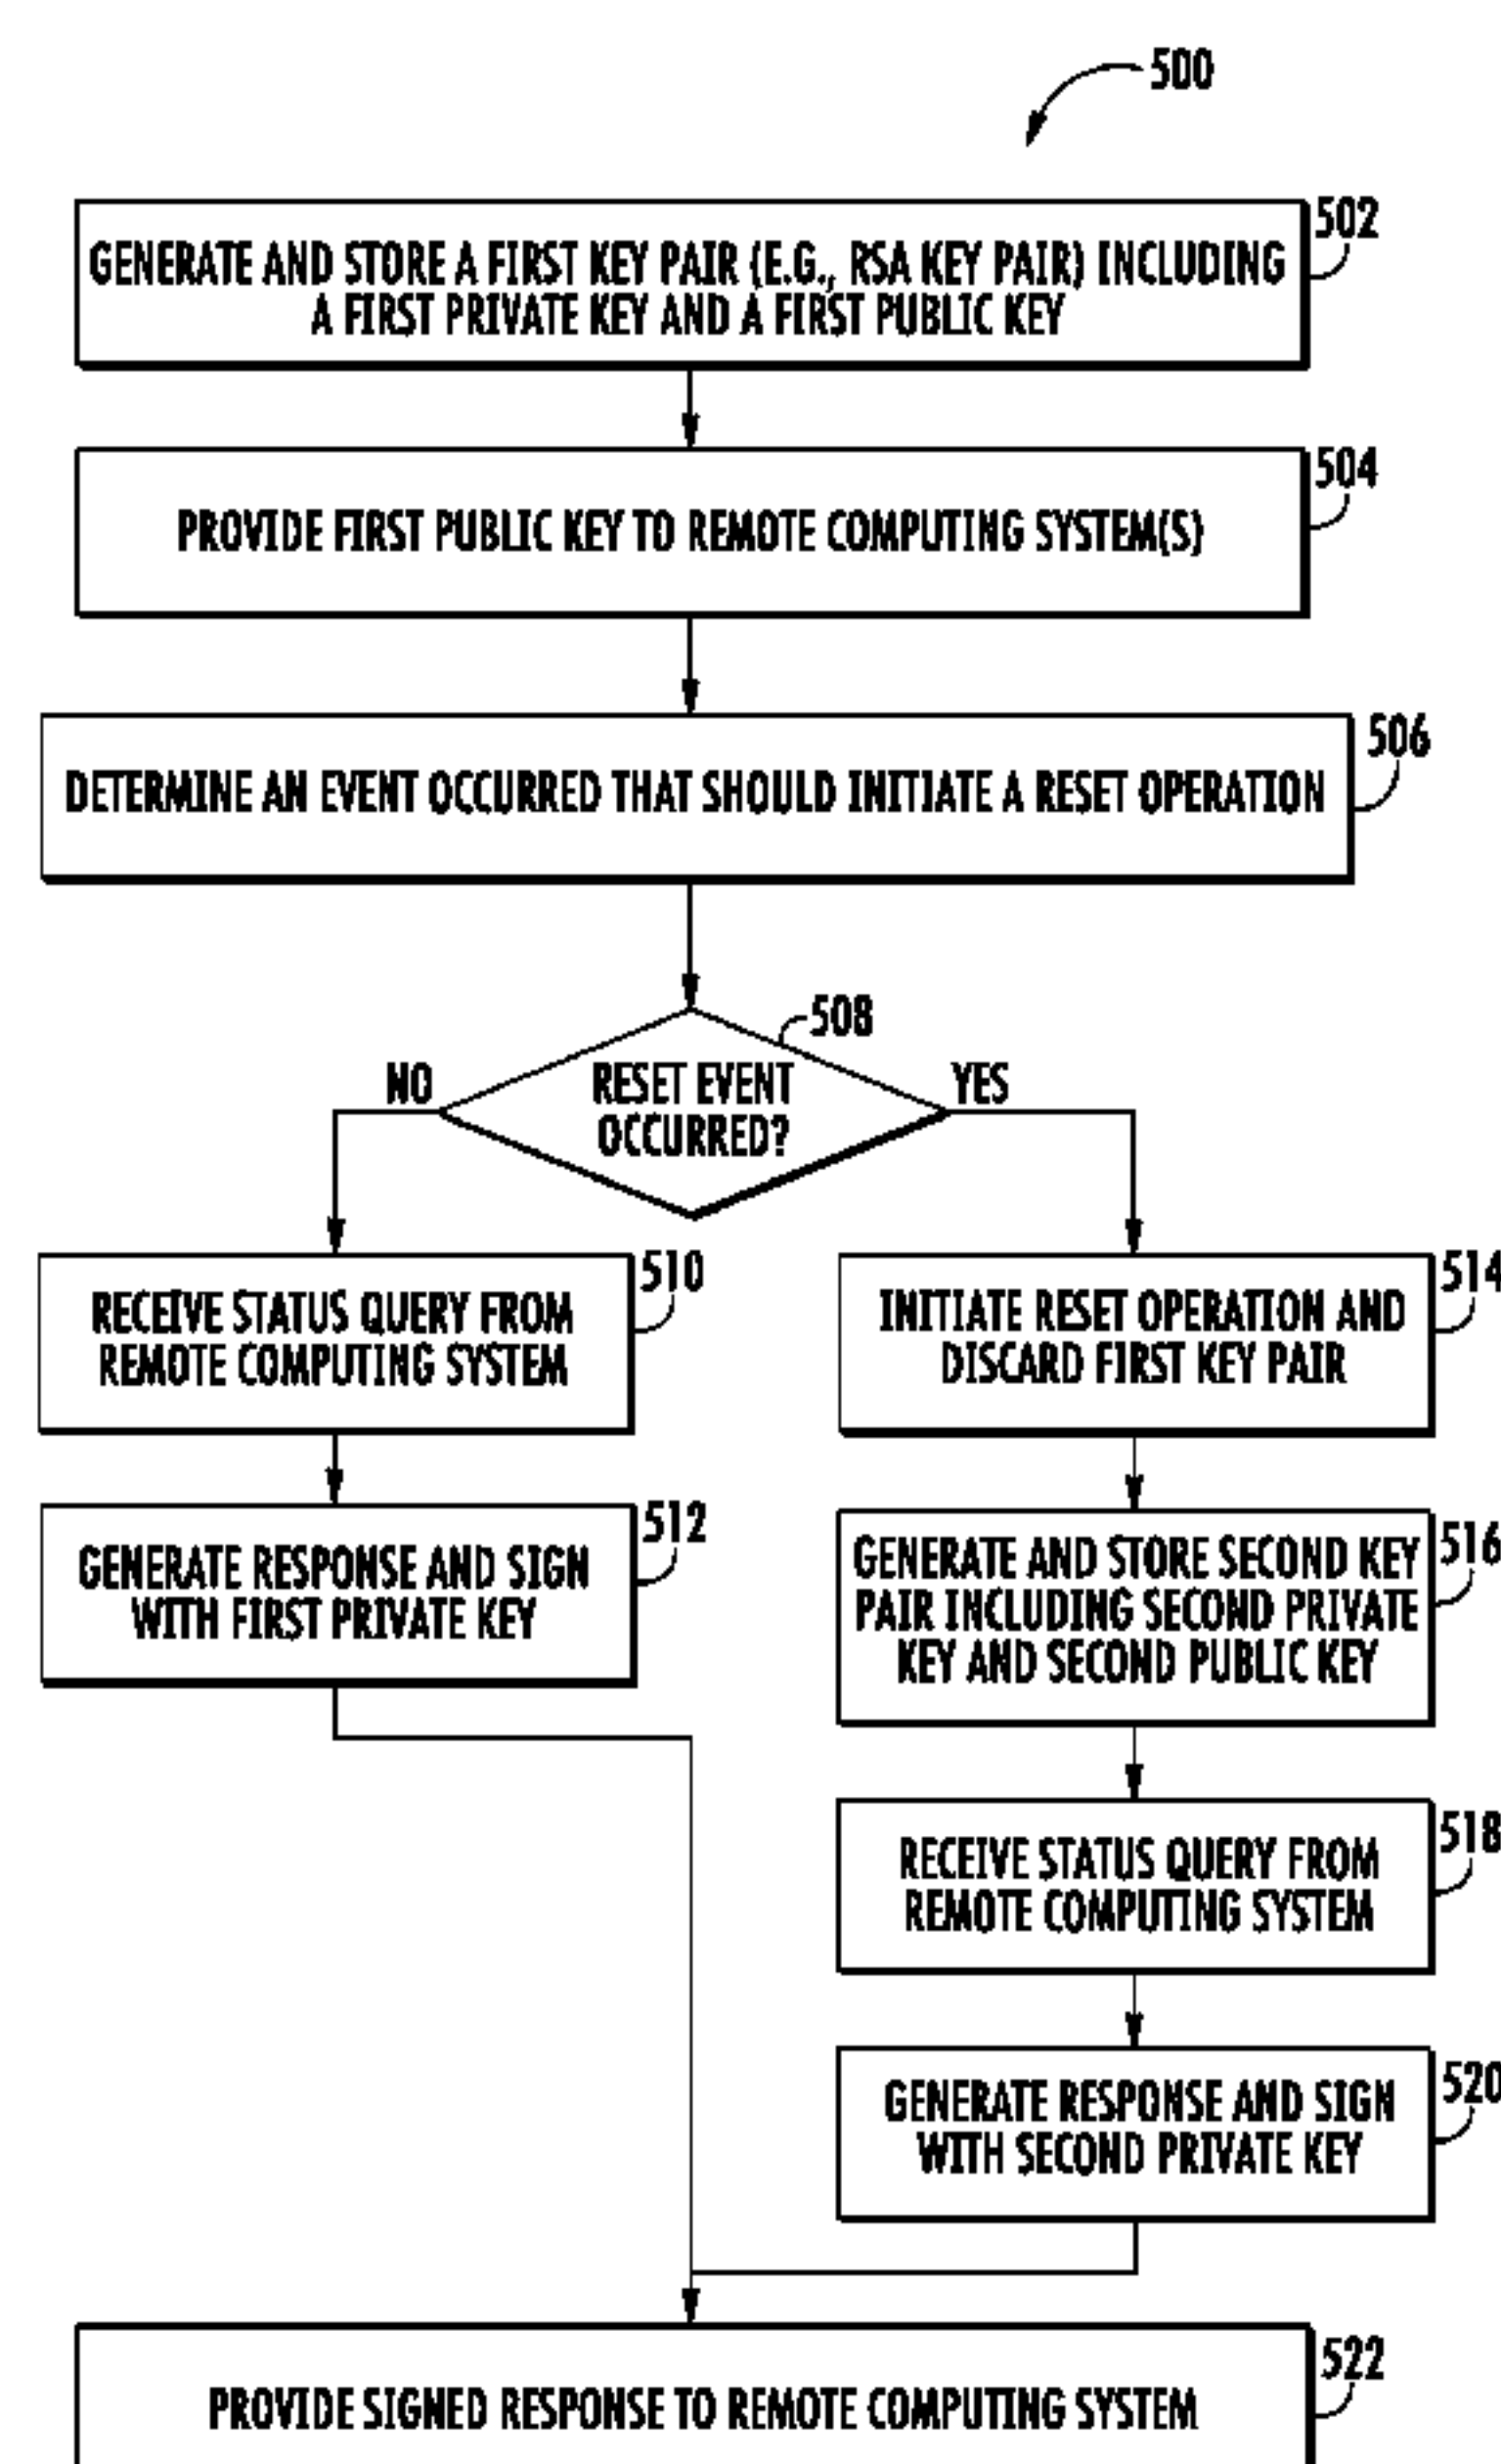 500
502
GENERATE AND STORE A FIRST KEY PAIR (E.G., RSA KEY PAIR) INCLUDING
A FIRST PRIVATE KEY AND A FIRST PUBLIC KEY
504
PROVIDE FIRST PUBLIC KEY TO REMOTE COMPUTING SYSTEM(S)
506
DETERMINE AN EVENT OCCURRED THAT SHOULD INITIATE A RESET OPERATION
508
NO
RESET EVENT
OCCURRED?
YES
510
RECEIVE STATUS QUERY FROM
REMOTE COMPUTING SYSTEM
512
GENERATE RESPONSE AND SIGN
WITH FIRST PRIVATE KEY
514
INITIATE RESET OPERATION AND
DISCARD FIRST KEY PAIR
516
GENERATE AND STORE SECOND KEY
PAIR INCLUDING SECOND PRIVATE
KEY AND SECOND PUBLIC KEY
518
RECEIVE STATUS QUERY FROM
REMOTE COMPUTING SYSTEM
520
GENERATE RESPONSE AND SIGN
WITH SECOND PRIVATE KEY
522
PROVIDE SIGNED RESPONSE TO REMOTE COMPUTING SYSTEM